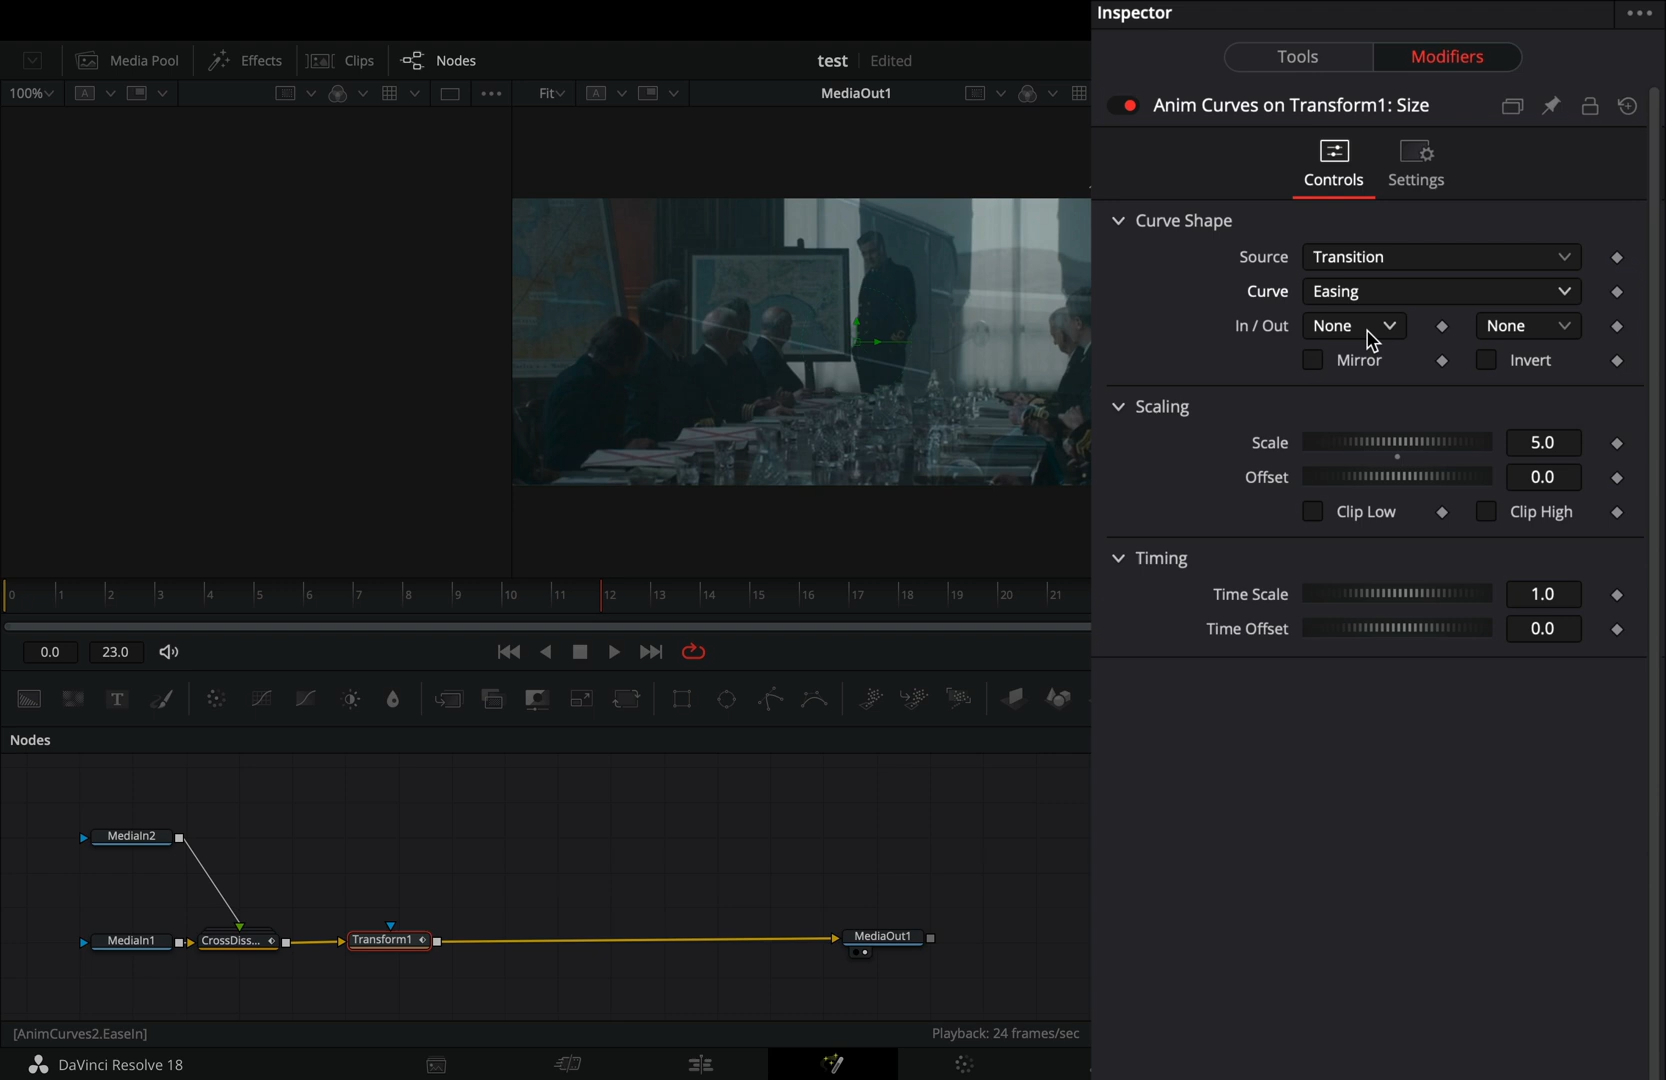 Inspector
Media Pool
Effects
Clips
Nodes
test Edited
100%
A
Fit
A
MediaOut1
Tools
Modifiers
Anim Curves on Transform1: Size
Controls
Settings
Curve Shape
Source Transition
Curve Easing
In / Out None None
Mirror Invert
Scaling
Scale 5.0
Offset 0.0
Clip Low Clip High
Timing
Time Scale 1.0
Time Offset 0.0
0 1 2 3 4 5 6 7 8 9 10 11 12 13 14 15 16 17 18 19 20 21
0.0 23.0
T
Nodes
MediaIn2
MediaIn1
CrossDiss...
Transform1
MediaOut1
[AnimCurves2.EaseIn]
Playback: 24 frames/sec
DaVinci Resolve 18